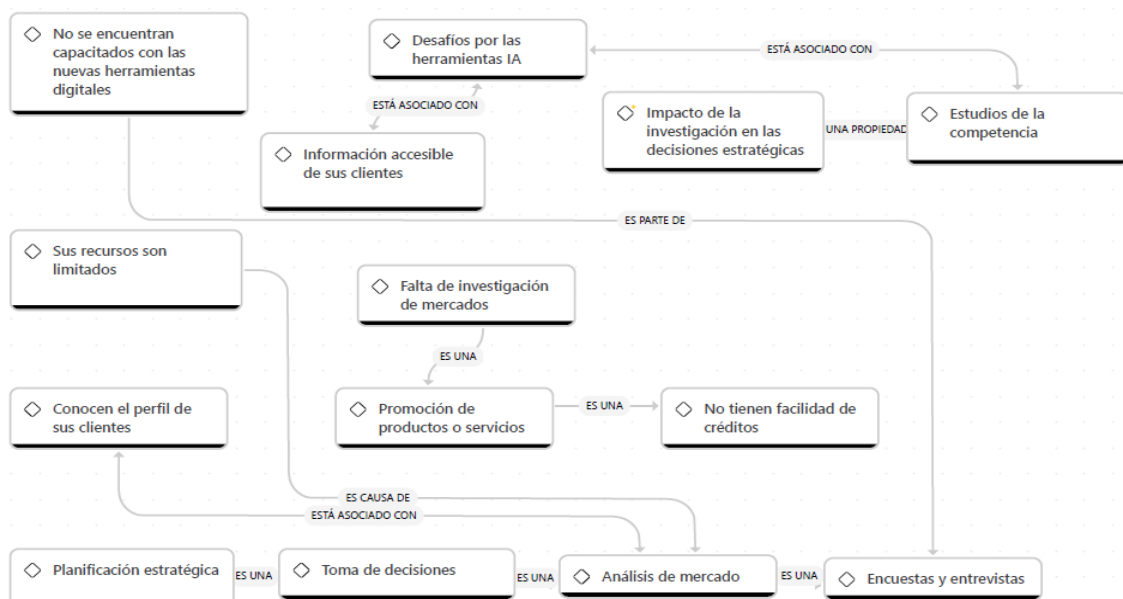 No se encuentran
capacitados con las
nuevas herramientas
digitales
Desafíos por las
herramientas IA
ESTÁ ASOCIADO CON
ESTÁ ASOCIADO CON
Impacto de la
investigación en las
decisiones estratégicas
UNA PROPIEDAD
Estudios de la
competencia
Información accesible
de sus clientes
ES PARTE DE
Sus recursos son
limitados
Falta de investigación
de mercados
ES UNA
Conocen el perfil de
sus clientes
Promoción de
productos o servicios
ES UNA
No tienen facilidad de
créditos
ES CAUSA DE
ESTÁ ASOCIADO CON
Planificación estratégica
ES UNA
Toma de decisiones
ES UNA
Análisis de mercado
ES UNA
Encuestas y entrevistas